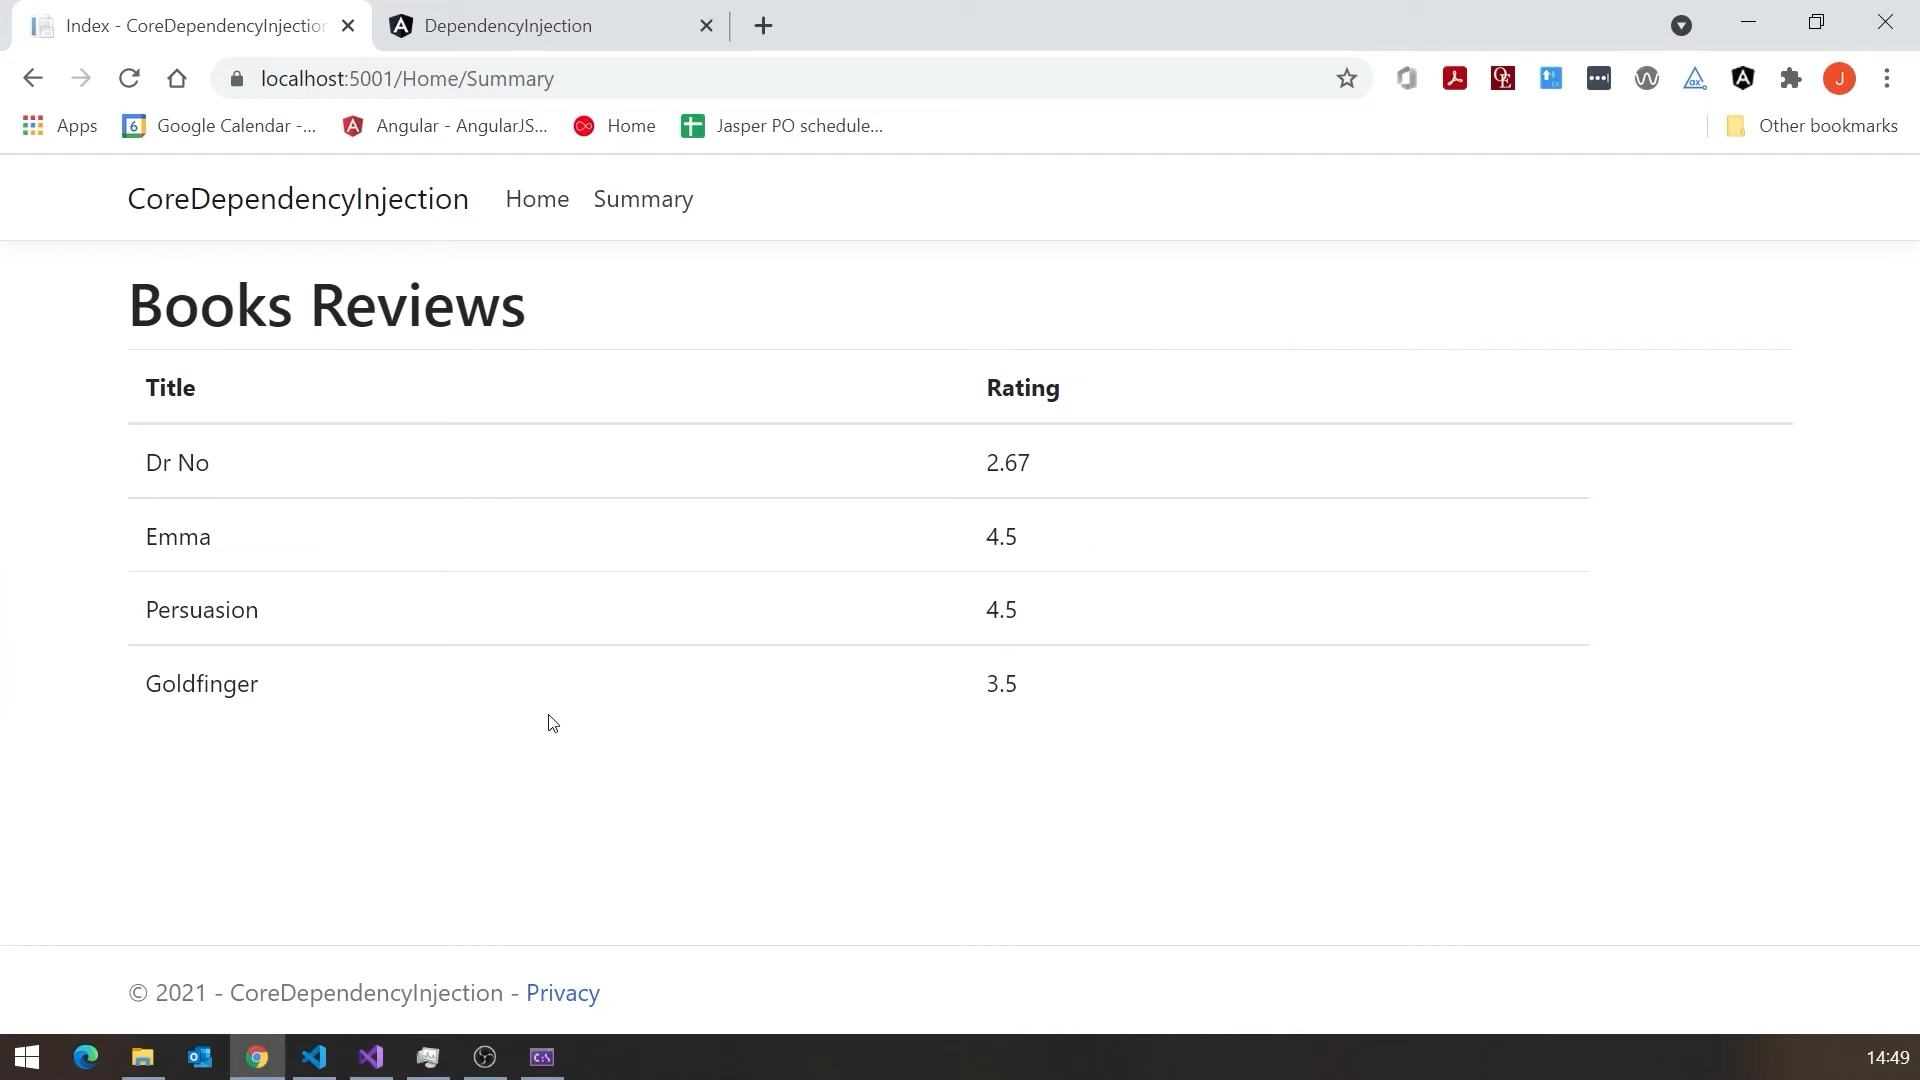 Index - CoreDependencyInjection
DependencyInjection
localhost:5001/Home/Summary
J
Apps
6
Google Calendar -...
Angular - AngularJS...
Home
Jasper PO schedule...
Other bookmarks
CoreDependencyInjection Home Summary
Books Reviews
Title Rating
Dr No 2.67
Emma 4.5
Persuasion 4.5
Goldfinger 3.5
© 2021 - CoreDependencyInjection - Privacy
14:49